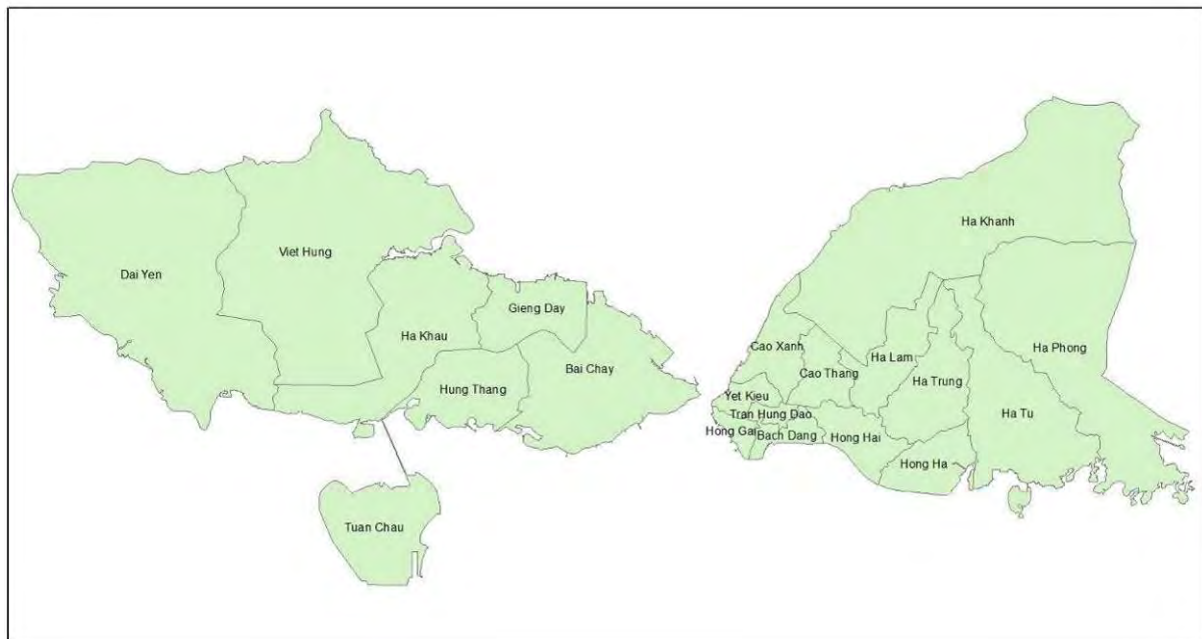 Ha Khanh
Viet Hung
Dai Yen
Gieng Day
Ha Khau
Cao Xanh
Ha Phong
Ha Lam
Bai Chay
Cao Thang
Ha Trung
Hung Thang
Yet Kieu
Tran Hung Dao
Ha Tu
Hong Gai
Bach Dang
Hong Hai
Hong Ha
Tuan Chau